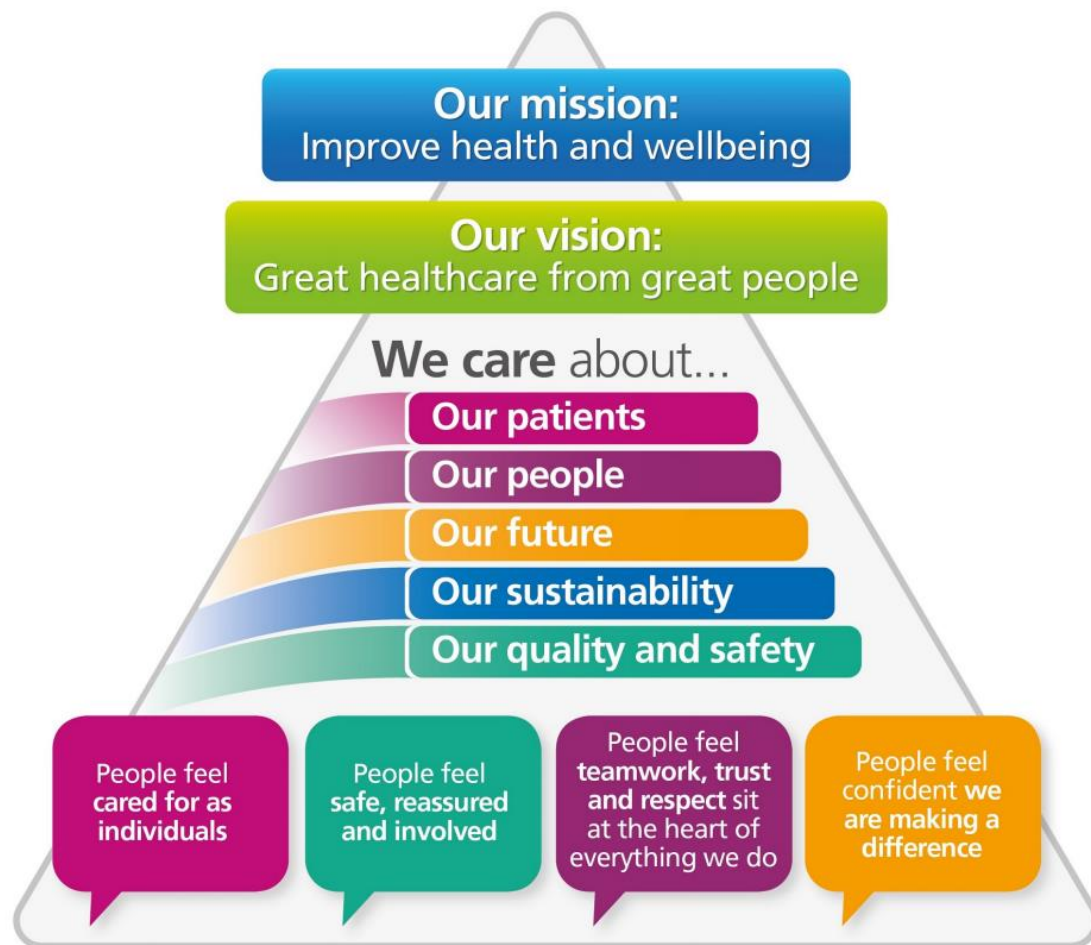 Our mission:
Improve health and wellbeing
Our vision:
Great healthcare from great people
We care about...
Our patients
Our people
Our future
Our sustainability
Our quality and safety
People feel
cared for as
individuals
People feel
safe, reassured
and involved
People feel
teamwork, trust
and respect sit
at the heart of
everything we do
People feel
confident we
are making a
difference